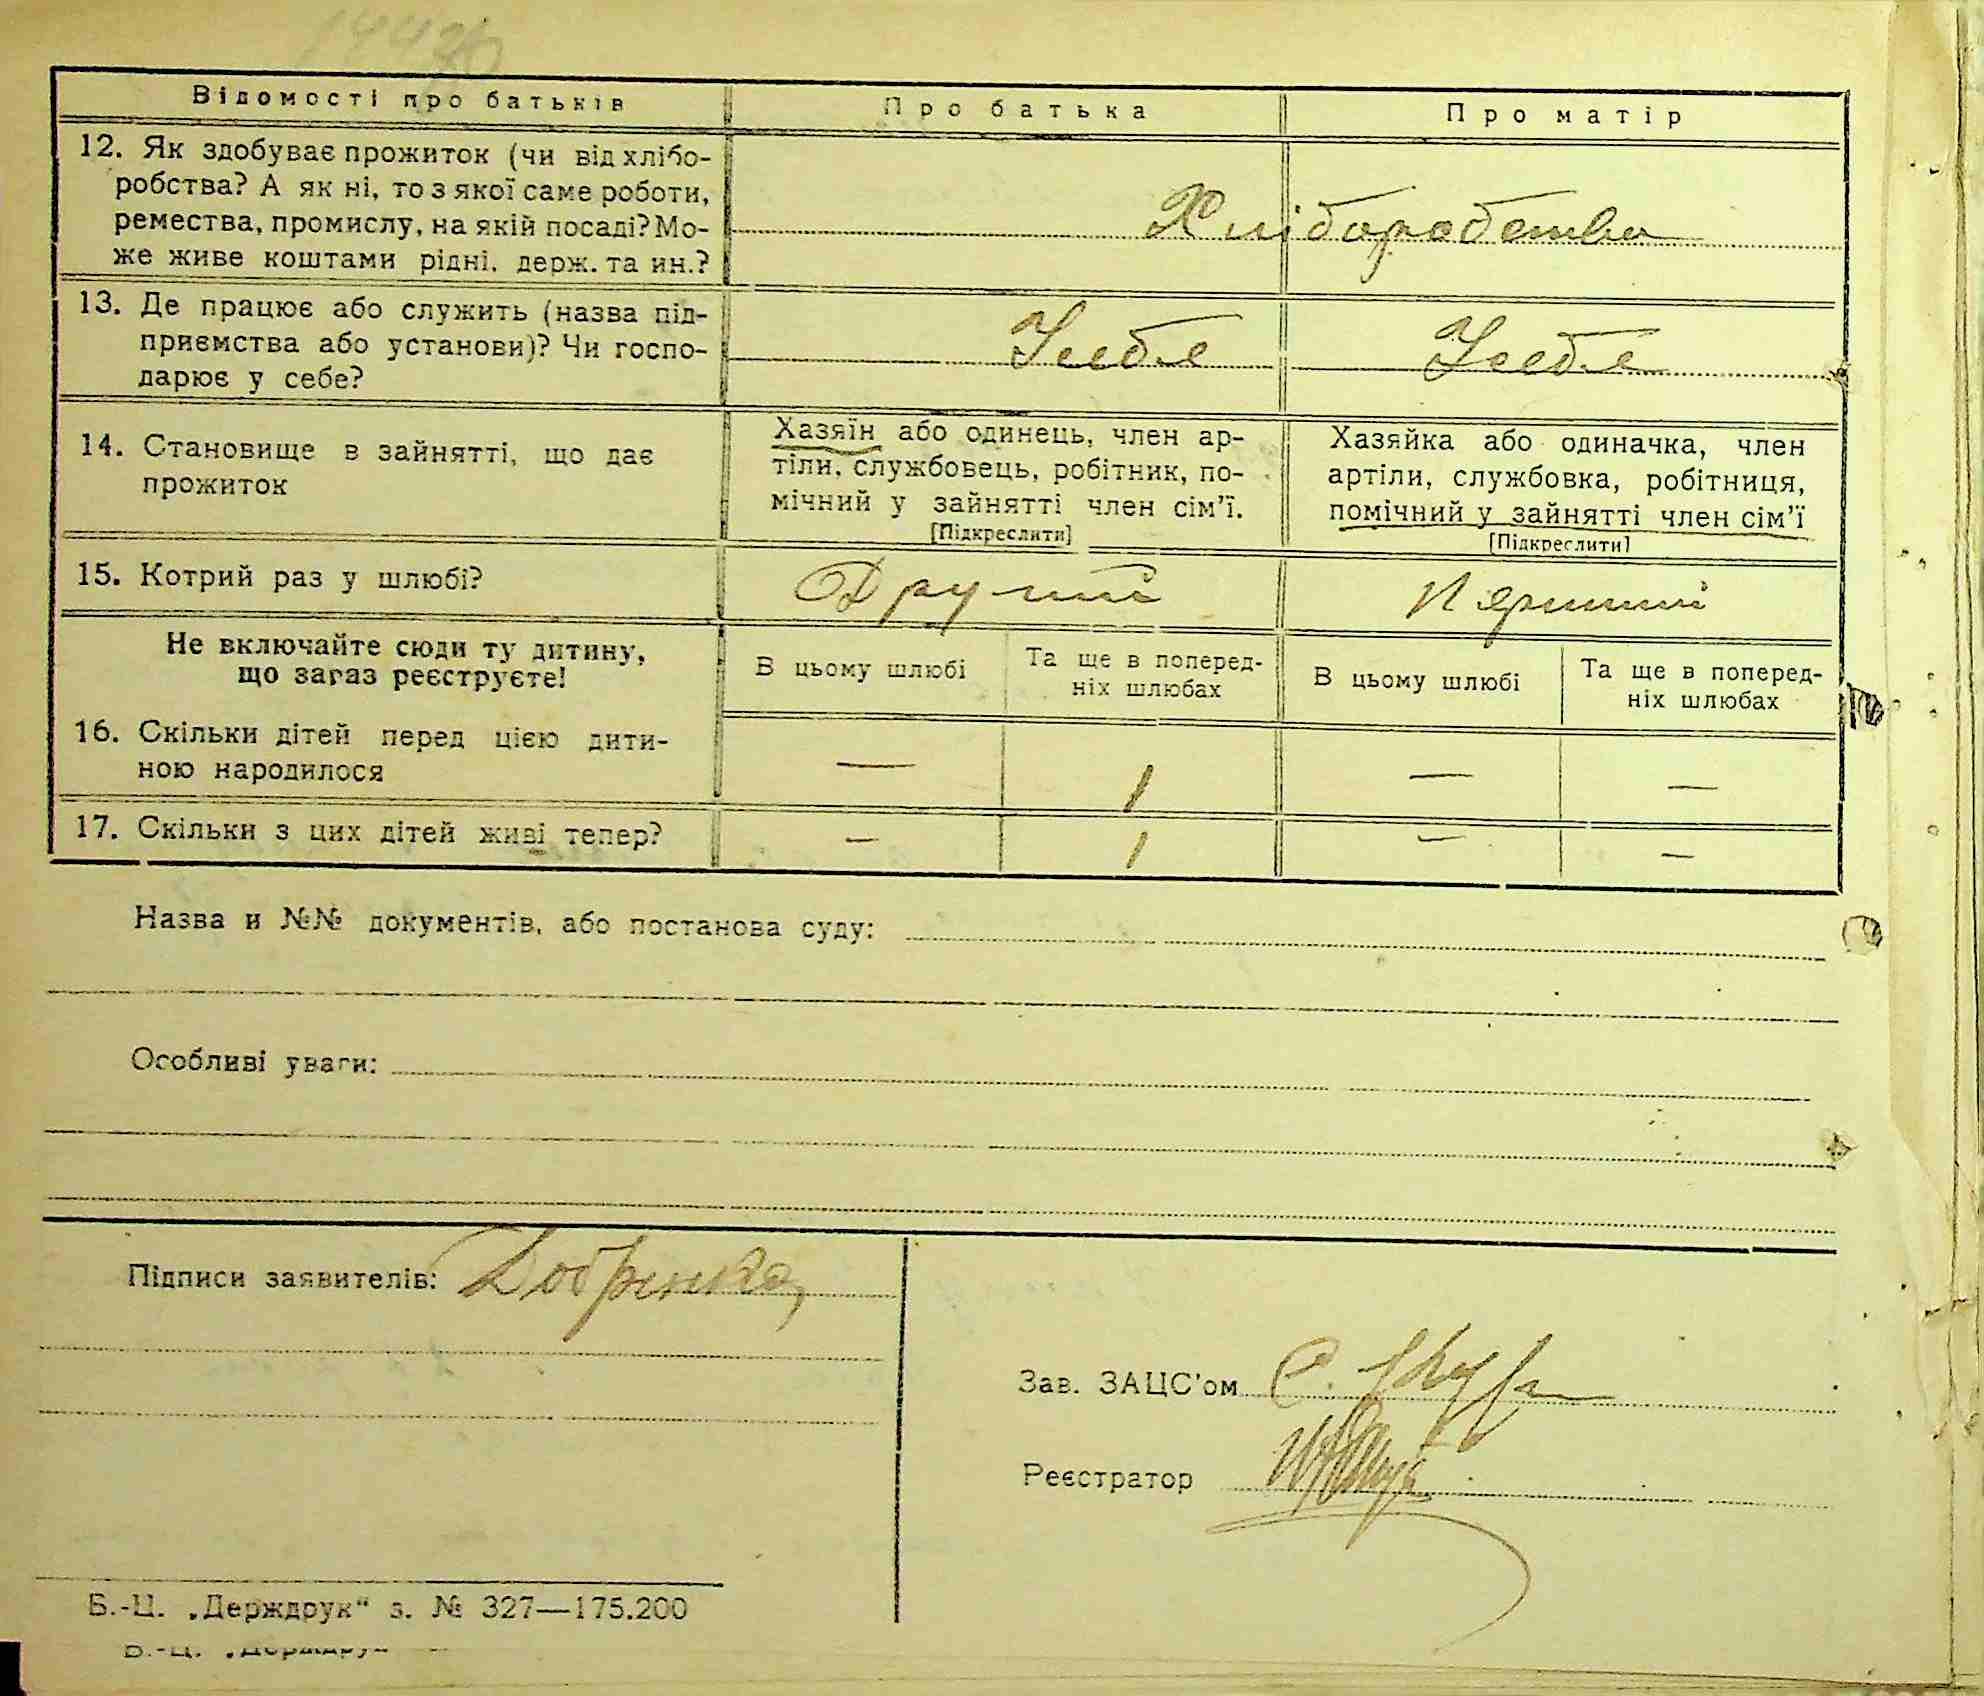 Відомості про батьків
Про батька
Про матір
12. Як здобуває прожиток (чи від хлібо-
робства? А як ні, то з якої саме роботи,
ремества, промислу, на якій посаді? Мо-
же живе коштами рідні, держ. та ин.?
Хліборобство
13. Де працює або служить (назва під-
приємства або установи)? Чи госпо-
дарює у себе?
У себе
У себе
14. Становище в зайнятті, що дає
прожиток
Хазяїн або одинець, член ар-
тіли, службовець, робітник, по-
мічний у зайнятті член сім'ї.
[Підкреслити]
Хазяйка або одиначка, член
артіли, службовка, робітниця,
помічний у зайнятті член сім'ї
[Підкреслити]
15. Котрий раз у шлюбі?
Другий
Перший
Не включайте сюди ту дитину,
що зараз реєструєте!
В цьому шлюбі
Та ще в поперед-
ніх шлюбах
В цьому шлюбі
Та ще в поперед-
ніх шлюбах
16. Скільки дітей перед цією дити-
ною народилося
— 1 — —
17. Скільки з цих дітей живі тепер?
— 1 — —
Назва и №№ документів, або постанова суду:
Особливі уваги:
Підписи заявителів:
Зав. ЗАЦС'ом
Реєстратор
Б.-Ц. „Держдрук“ з. № 327—175.200